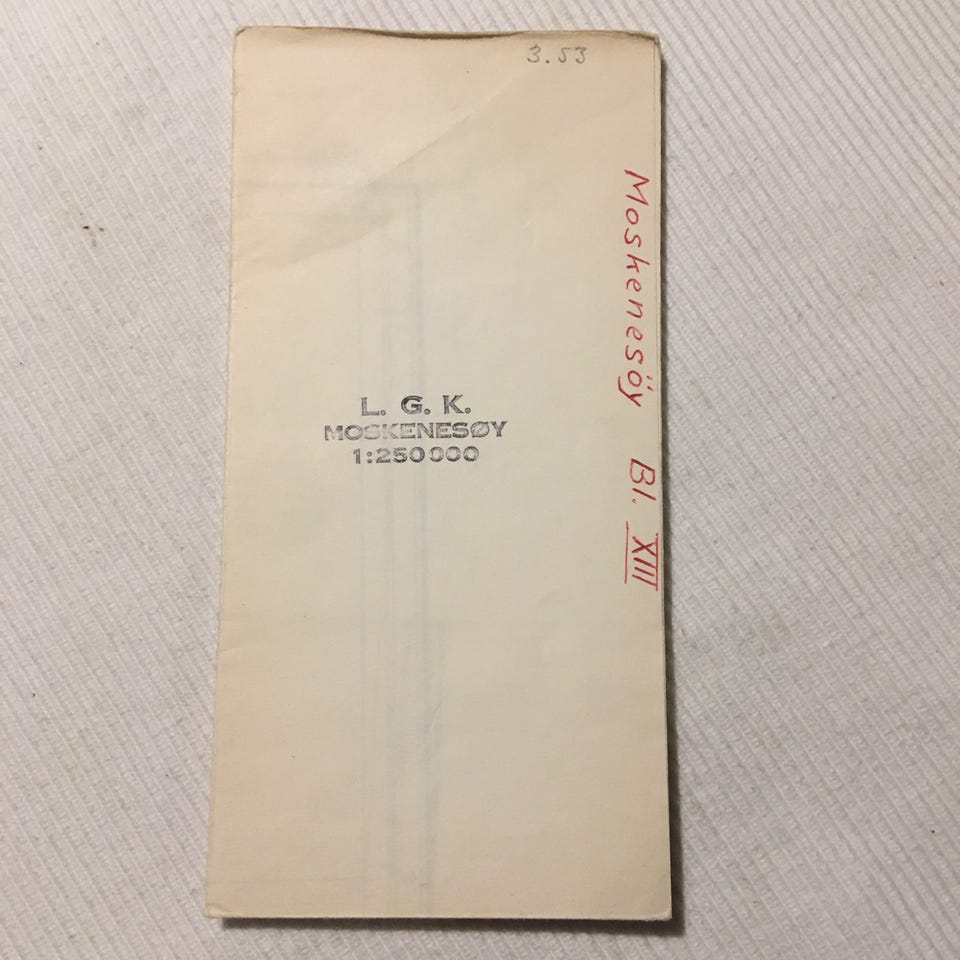 3.53
L. G. K.
MOSKENESØY
1:250000
Moskenesöy Bl. XIII